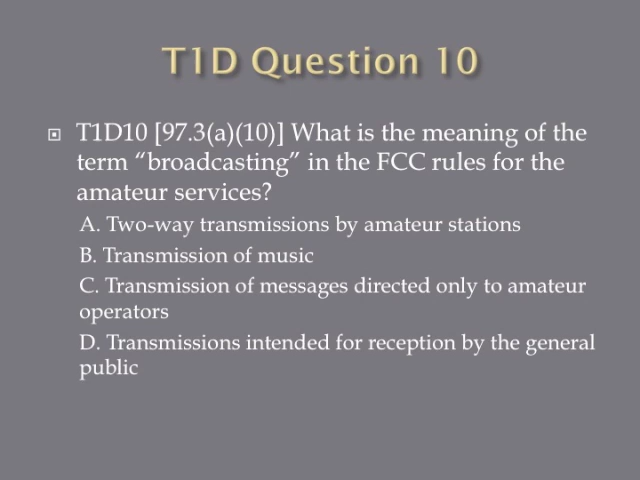 T1D Question 10
T1D10 [97.3(a)(10)] What is the meaning of the
term “broadcasting” in the FCC rules for the
amateur services?
A. Two-way transmissions by amateur stations
B. Transmission of music
C. Transmission of messages directed only to amateur
operators
D. Transmissions intended for reception by the general
public